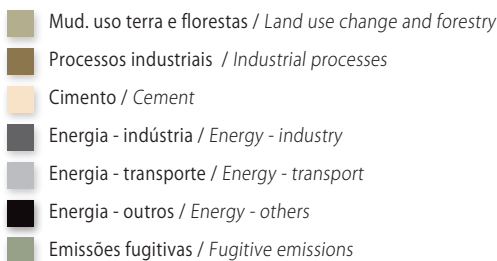 Mud. uso terra e florestas / Land use change and forestry
Processos industriais / Industrial processes
Cimento / Cement
Energia - indústria / Energy - industry
Energia - transporte / Energy - transport
Energia - outros / Energy - others
Emissões fugitivas / Fugitive emissions